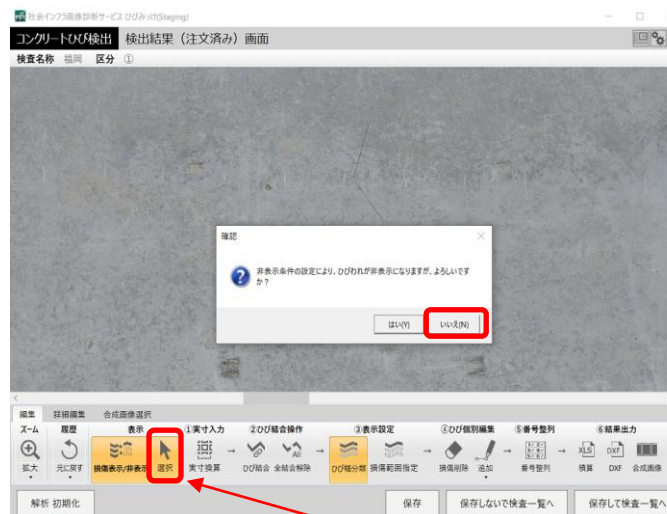 社会インフラ画像診断サービス ひびみっけ(Staging)
コンクリートひび検出 検出結果（注文済み）画面
検査名称 福岡 区分 ①
確認
非表示条件の設定により、ひびわれが非表示になりますが、よろしいです
か？
はい(Y) いいえ(N)
編集 詳細編集 合成画像選択
ズーム 履歴 表示 ①実寸入力 ②ひび結合操作 ③表示設定 ④ひび個別編集 ⑤番号整列 ⑥結果出力
All XLS DXF
拡大 元に戻す 損傷表示/非表示 選択 実寸換算 ひび結合 全結合解除 ひび幅分類 損傷範囲指定 損傷削除 追加 番号整列 積算 DXF 合成画像
解析 初期化 保存 保存しないで検査一覧へ 保存して検査一覧へ